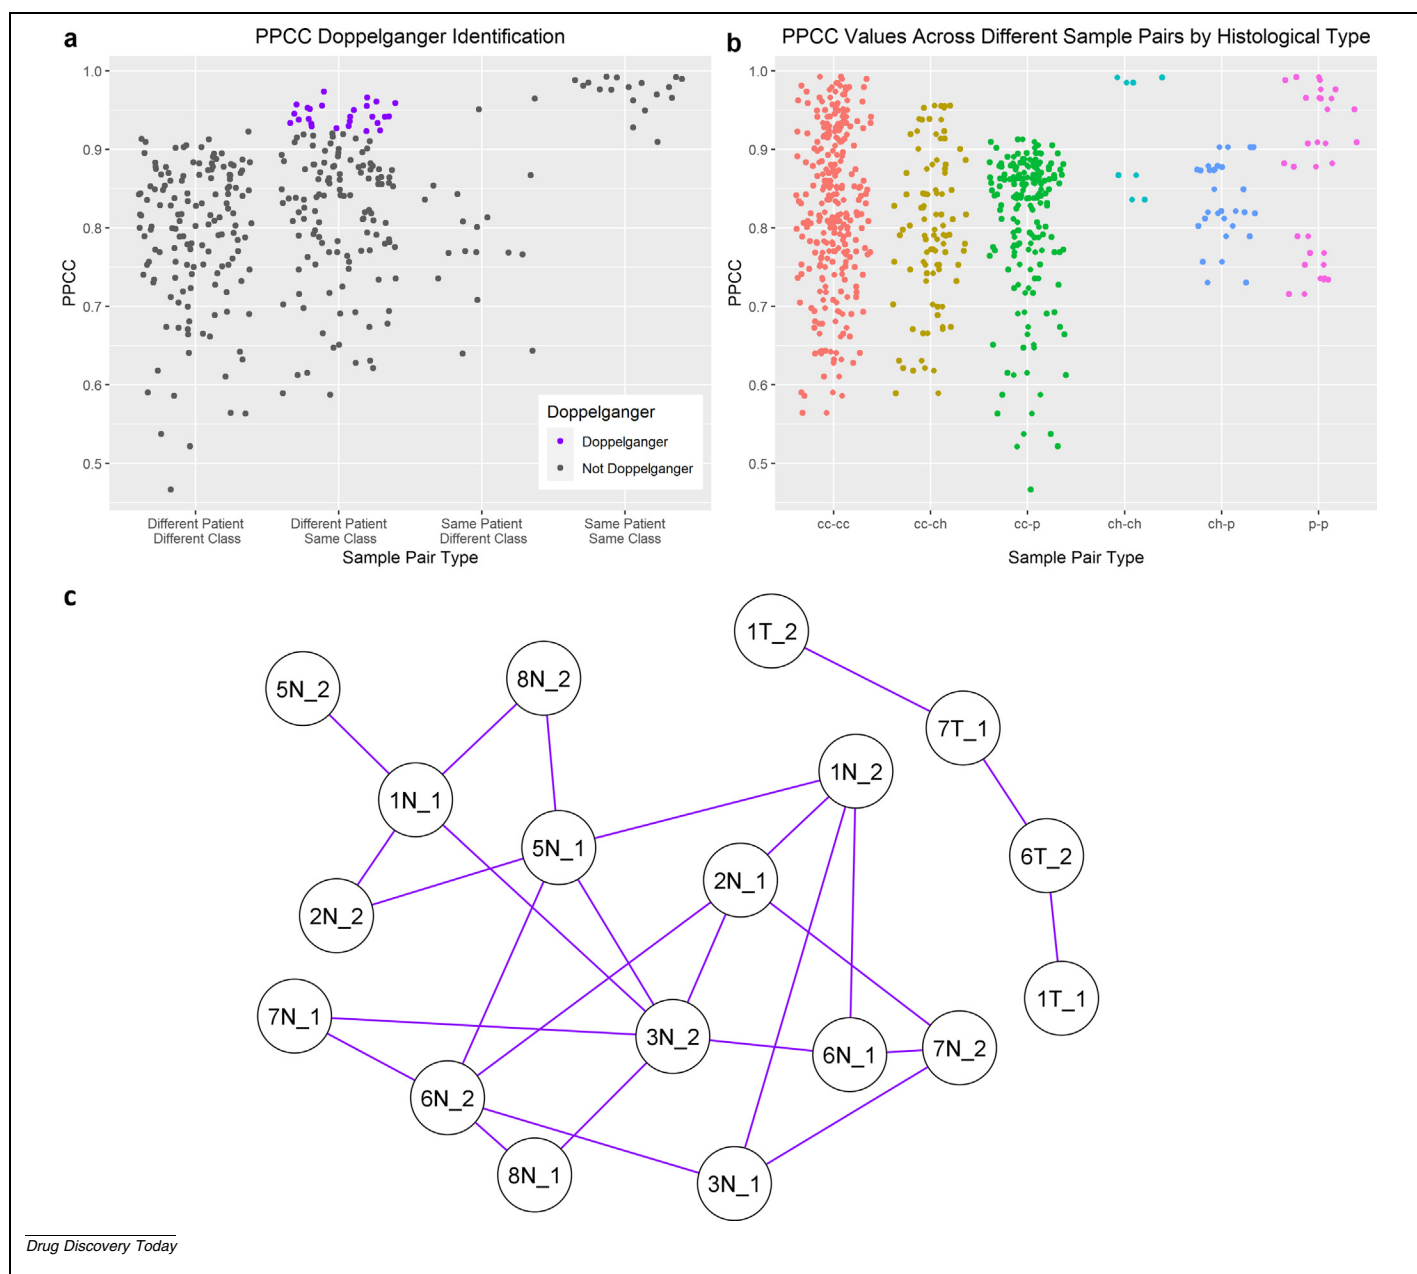 a
PPCC Doppelganger Identification
1.0
0.9
0.8
0.7
0.6
0.5
PPCC
Doppelganger
Doppelganger
Not Doppelganger
Different Patient
Different Class
Different Patient
Same Class
Same Patient
Different Class
Same Patient
Same Class
Sample Pair Type
b
PPCC Values Across Different Sample Pairs by Histological Type
1.0
0.9
0.8
0.7
0.6
0.5
PPCC
cc-cc
cc-ch
cc-p
ch-ch
ch-p
p-p
Sample Pair Type
c
1T_2
5N_2
8N_2
7T_1
1N_2
1N_1
5N_1
6T_2
2N_1
2N_2
1T_1
7N_1
3N_2
6N_1
7N_2
6N_2
8N_1
3N_1
Drug Discovery Today